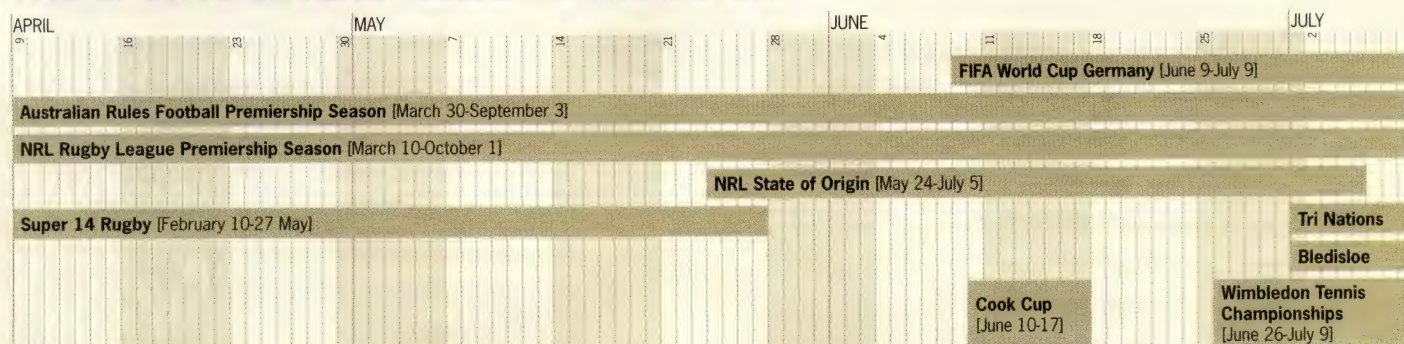 APRIL MAY JUNE JULY
9 16 23 30 7 14 21 28 4 11 18 25 2
FIFA World Cup Germany [June 9-July 9]
Australian Rules Football Premiership Season [March 30-September 3]
NRL Rugby League Premiership Season [March 10-October 1]
NRL State of Origin [May 24-July 5]
Super 14 Rugby [February 10-27 May]
Tri Nations
Bledisloe
Cook Cup
[June 10-17]
Wimbledon Tennis
Championships
[June 26-July 9]